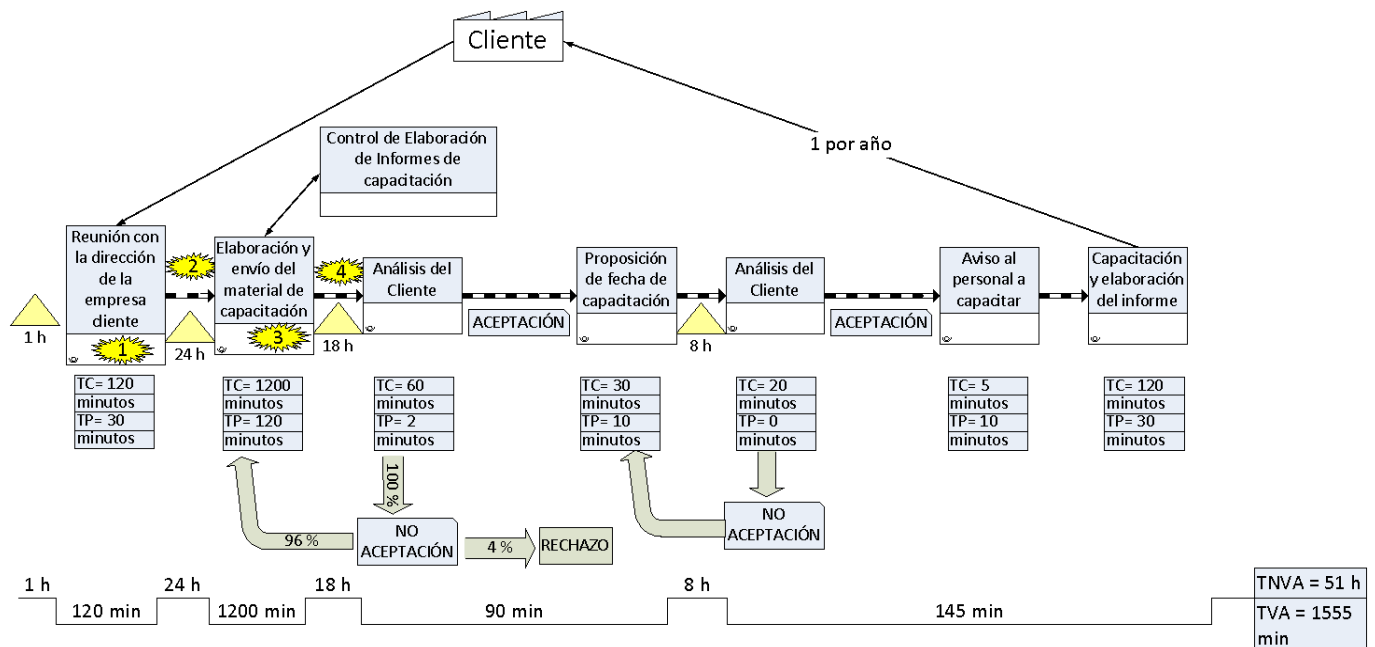 Cliente
1 por año
Control de Elaboración
de Informes de
capacitación
1 h
Reunión con
la dirección
de la
empresa
cliente
1
2
24 h
Elaboración y
envío del
material de
capacitación
3
4
18 h
Análisis del
Cliente
ACEPTACIÓN
Proposición
de fecha de
capacitación
8 h
Análisis del
Cliente
ACEPTACIÓN
Aviso al
personal a
capacitar
Capacitación
y elaboración
del informe
TC= 120
minutos
TP= 30
minutos
TC= 1200
minutos
TP= 120
minutos
TC= 60
minutos
TP= 2
minutos
TC= 30
minutos
TP= 10
minutos
TC= 20
minutos
TP= 0
minutos
TC= 5
minutos
TP= 10
minutos
TC= 120
minutos
TP= 30
minutos
100 %
96 %
NO
ACEPTACIÓN
4 %
RECHAZO
NO
ACEPTACIÓN
1 h
120 min
24 h
1200 min
18 h
90 min
8 h
145 min
TNVA = 51 h
TVA = 1555
min